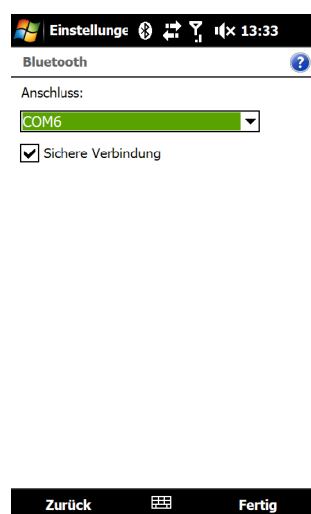 Einstellunge 13:33
Bluetooth ?
Anschluss:
COM6
Sichere Verbindung
Zurück Fertig